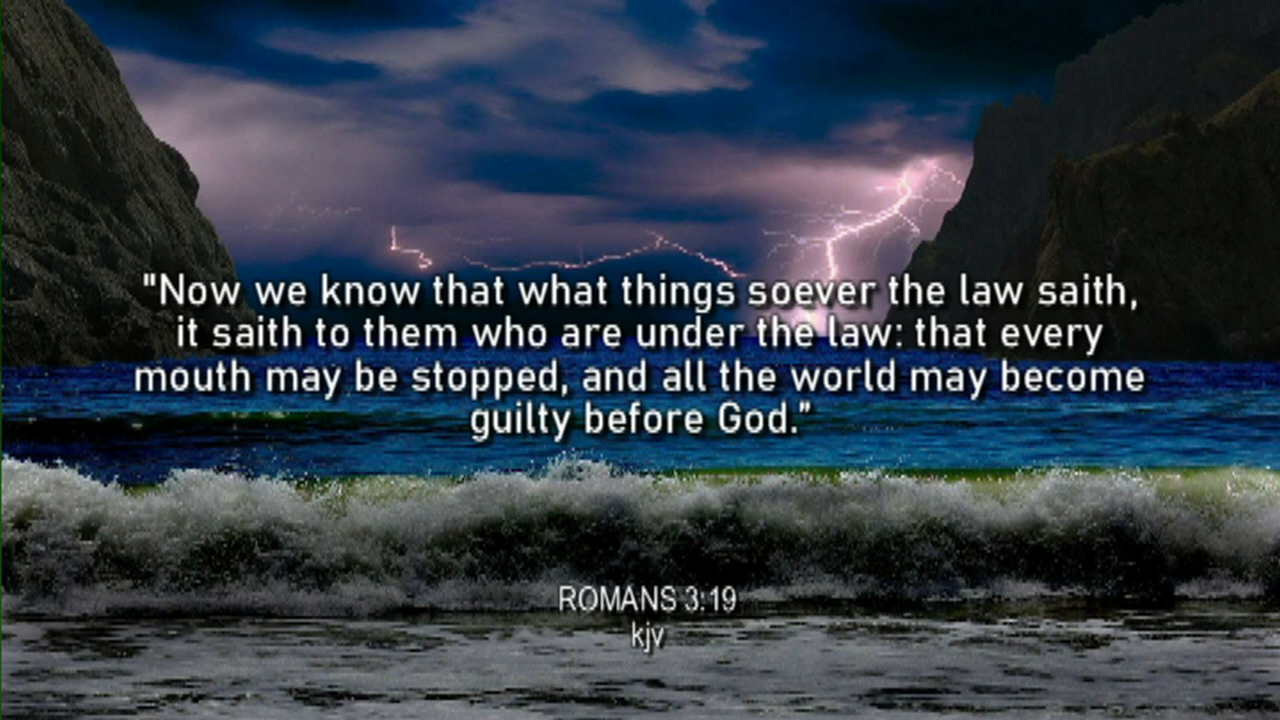 "Now we know that what things soever the law saith,
it saith to them who are under the law: that every
mouth may be stopped, and all the world may become
guilty before God.”
ROMANS 3:19
kjv